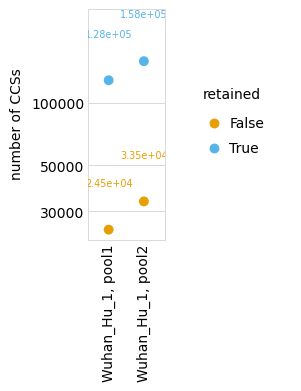 1.58e+05
1.28e+05
100000
3.35e+04
50000
2.45e+04
30000
number of CCSs
Wuhan_Hu_1, pool1
Wuhan_Hu_1, pool2
retained
False
True